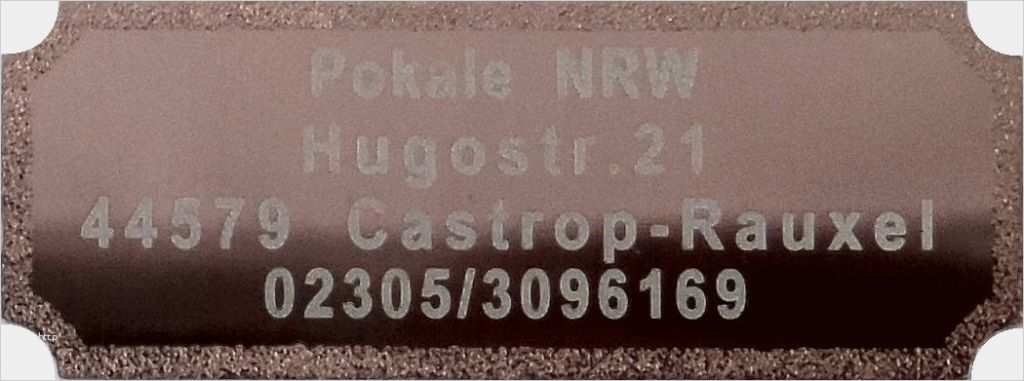 Pokale NRW
Hugostr.21
44579 Castrop-Rauxel
02305/3096169